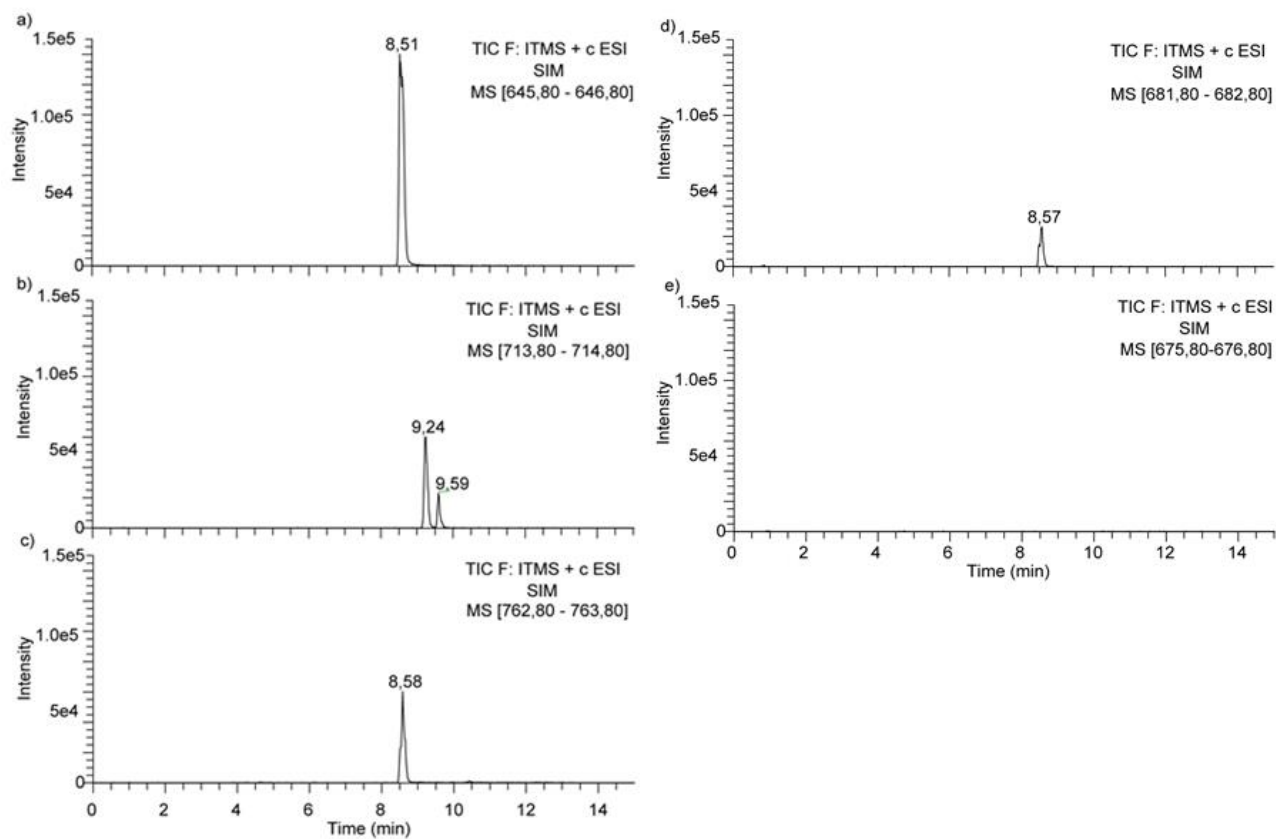 a)
1.5e5
1.0e5
5e4
0
Intensity
8,51
TIC F: ITMS + c ESI
SIM
MS [645,80 - 646,80]
b)
1.5e5
1.0e5
5e4
0
Intensity
9,24
9,59
TIC F: ITMS + c ESI
SIM
MS [713,80 - 714,80]
c)
1.5e5
1.0e5
5e4
0
Intensity
8,58
TIC F: ITMS + c ESI
SIM
MS [762,80 - 763,80]
0 2 4 6 8 10 12 14
Time (min)
d)
1.5e5
1.0e5
5e4
0
Intensity
8,57
TIC F: ITMS + c ESI
SIM
MS [681,80 - 682,80]
e)
1.5e5
1.0e5
5e4
0
Intensity
TIC F: ITMS + c ESI
SIM
MS [675,80-676,80]
0 2 4 6 8 10 12 14
Time (min)